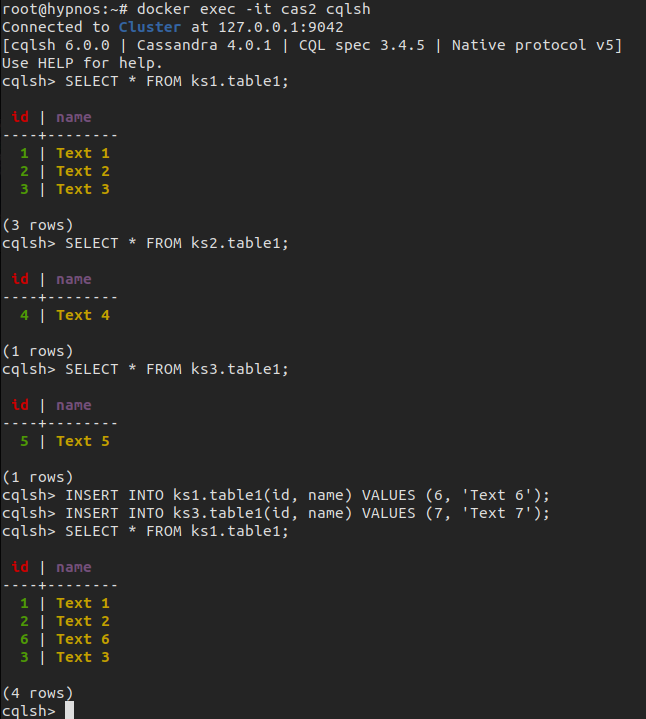 root@hypnos:~# docker exec -it cas2 cqlsh
Connected to Cluster at 127.0.0.1:9042
[cqlsh 6.0.0 | Cassandra 4.0.1 | CQL spec 3.4.5 | Native protocol v5]
Use HELP for help.
cqlsh> SELECT * FROM ks1.table1;

 id | name
----+--------
  1 | Text 1
  2 | Text 2
  3 | Text 3

(3 rows)
cqlsh> SELECT * FROM ks2.table1;

 id | name
----+--------
  4 | Text 4

(1 rows)
cqlsh> SELECT * FROM ks3.table1;

 id | name
----+--------
  5 | Text 5

(1 rows)
cqlsh> INSERT INTO ks1.table1(id, name) VALUES (6, 'Text 6');
cqlsh> INSERT INTO ks3.table1(id, name) VALUES (7, 'Text 7');
cqlsh> SELECT * FROM ks1.table1;

 id | name
----+--------
  1 | Text 1
  2 | Text 2
  6 | Text 6
  3 | Text 3

(4 rows)
cqlsh>